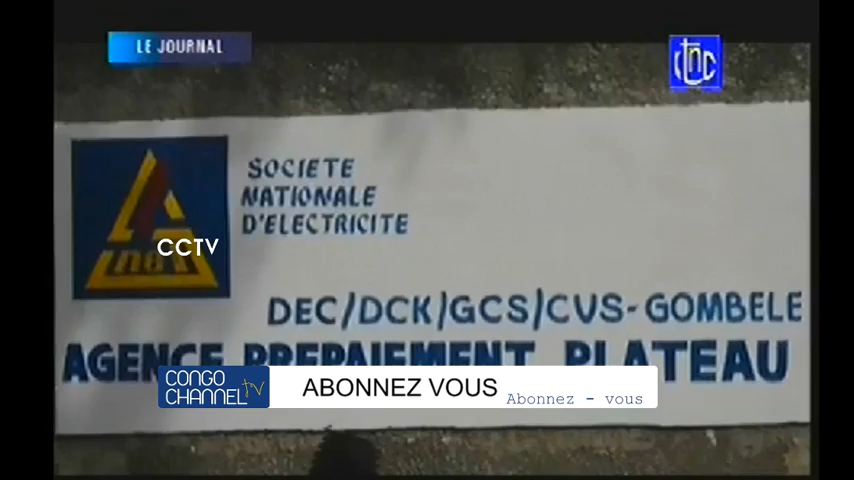 LE JOURNAL
SOCIETE
NATIONALE
D'ELECTRICITE
CCTV
DEC/DCK/GCS/CVS-GOMBELE
AGENCE PREPAIEMENT PLATEAU
CONGO
CHANNEL TV
ABONNEZ VOUS
Abonnez - vous